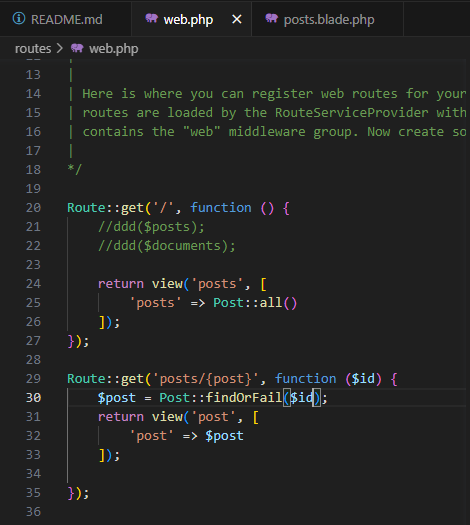 README.md web.php posts.blade.php
routes > web.php
13 |
14 | Here is where you can register web routes for your
15 | routes are loaded by the RouteServiceProvider with
16 | contains the "web" middleware group. Now create so
17 |
18 */
19
20 Route::get('/', function () {
21     //ddd($posts);
22     //ddd($documents);
23
24     return view('posts', [
25         'posts' => Post::all()
26     ]);
27 });
28
29 Route::get('posts/{post}', function ($id) {
30     $post = Post::findOrFail($id);
31     return view('post', [
32         'post' => $post
33     ]);
34
35 });
36